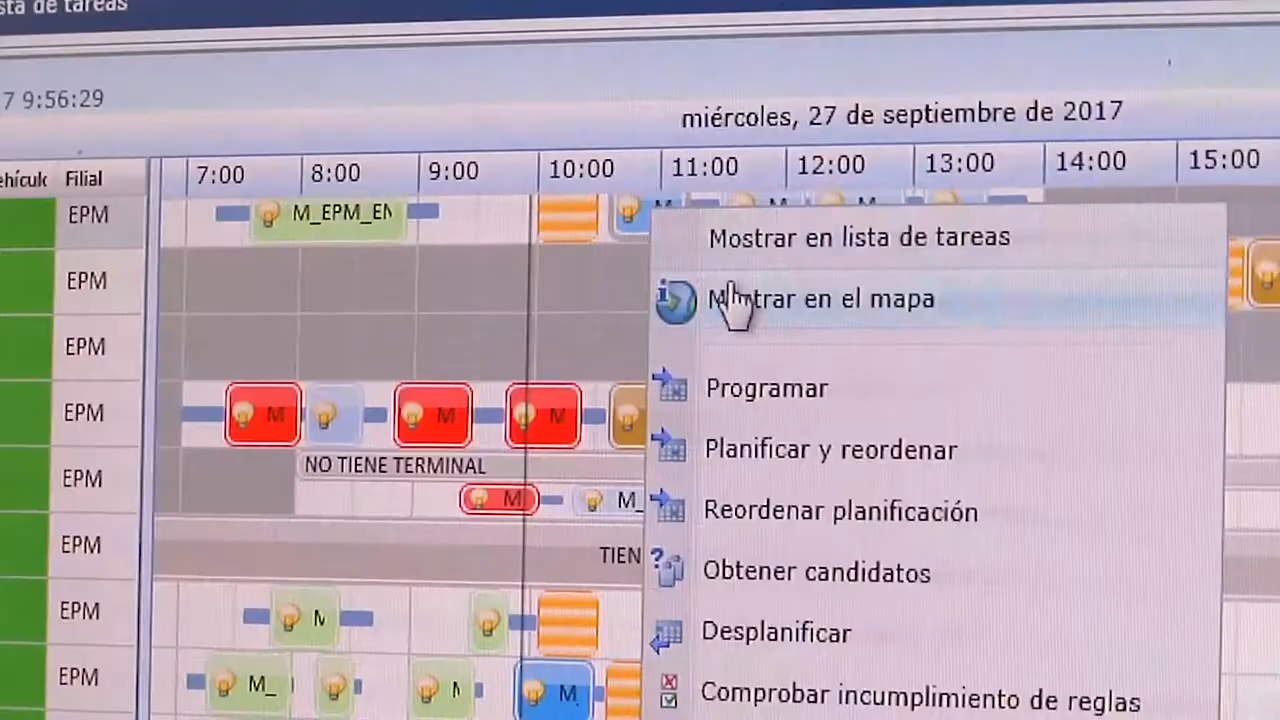 sta de tareas
7 9:56:29
miércoles, 27 de septiembre de 2017
ehículo Filial 7:00 8:00 9:00 10:00 11:00 12:00 13:00 14:00 15:00
EPM M_EPM_EN M M M
Mostrar en lista de tareas
EPM
Mostrar en el mapa
EPM
Programar
EPM M M M
Planificar y reordenar
NO TIENE TERMINAL
EPM M M_
Reordenar planificación
EPM TIEN
Obtener candidatos
EPM M
Desplanificar
EPM M_ M M
Comprobar incumplimiento de reglas